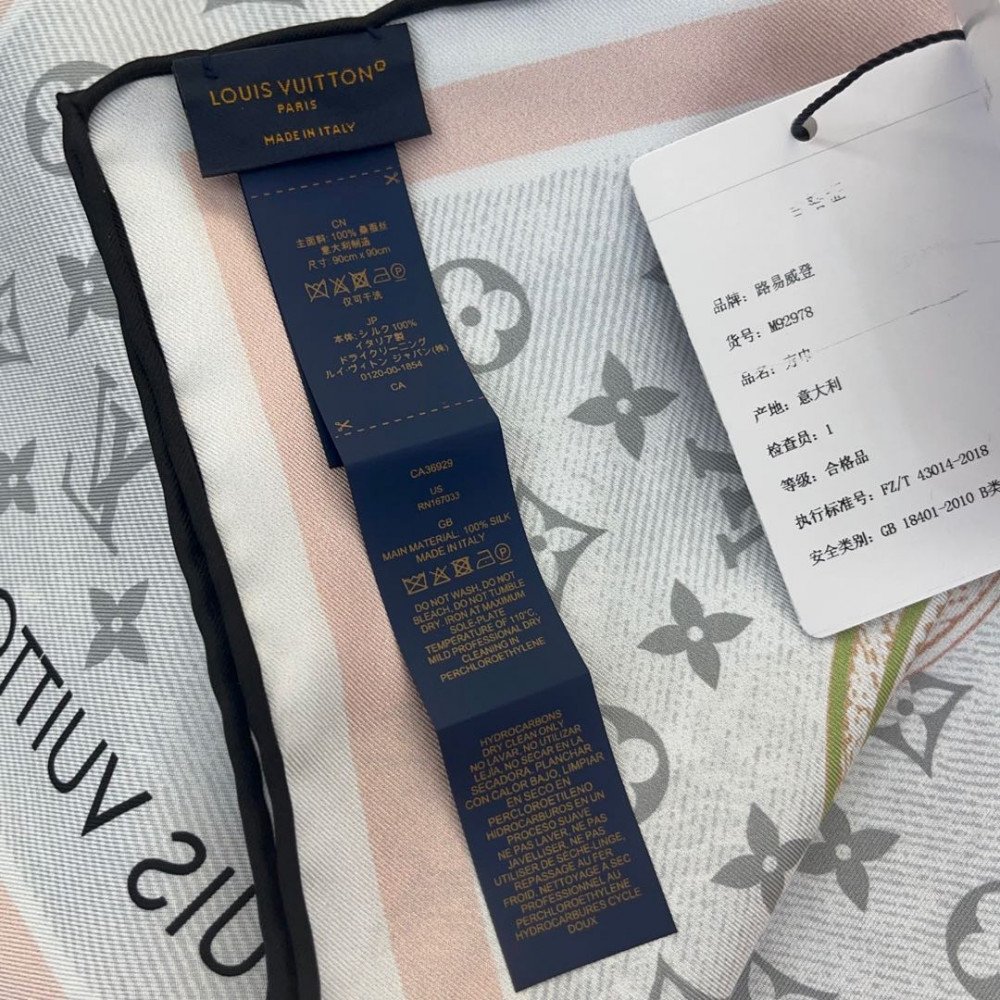 LOUIS VUITTON
PARIS
MADE IN ITALY
CN
主面料: 100% 桑蚕丝
意大利制造
尺寸: 90cm x 90cm
仅可干洗
JP
本体: シルク 100%
イタリア製
ドライクリーニング
ルイ・ヴィトン ジャパン(株)
0120-00-1854
CA
CA36929
US
RN167033
GB
MAIN MATERIAL: 100% SILK
MADE IN ITALY
DO NOT WASH. DO NOT
BLEACH. DO NOT TUMBLE
DRY. IRON AT MAXIMUM
SOLE-PLATE
TEMPERATURE OF 110°C.
MILD PROFESSIONAL DRY
CLEANING IN
PERCHLOROETHYLENE
HYDROCARBONS
DRY CLEAN ONLY
NO LAVAR. NO UTILIZAR
LEJÍA. NO SECAR EN LA
SECADORA. PLANCHAR
CON CALOR BAJO. LIMPIAR
EN SECO EN
PERCLOROETILENO
HIDROCARBUROS EN UN
PROCESO SUAVE
NE PAS LAVER. NE PAS
JAVELLISER. NE PAS
UTILISER DE SÈCHE-LINGE.
REPASSAGE AU FER
FROID. NETTOYAGE À SEC
PROFESSIONNEL AU
PERCHLOROÉTHYLÈNE
HYDROCARBURES CYCLE
DOUX
品牌: 路易威登
货号: M92978
品名: 方巾
产地: 意大利
检查员: 1
等级: 合格品
执行标准号: FZ/T 43014-2018
安全类别: GB 18401-2010 B类
UIS VUITTO